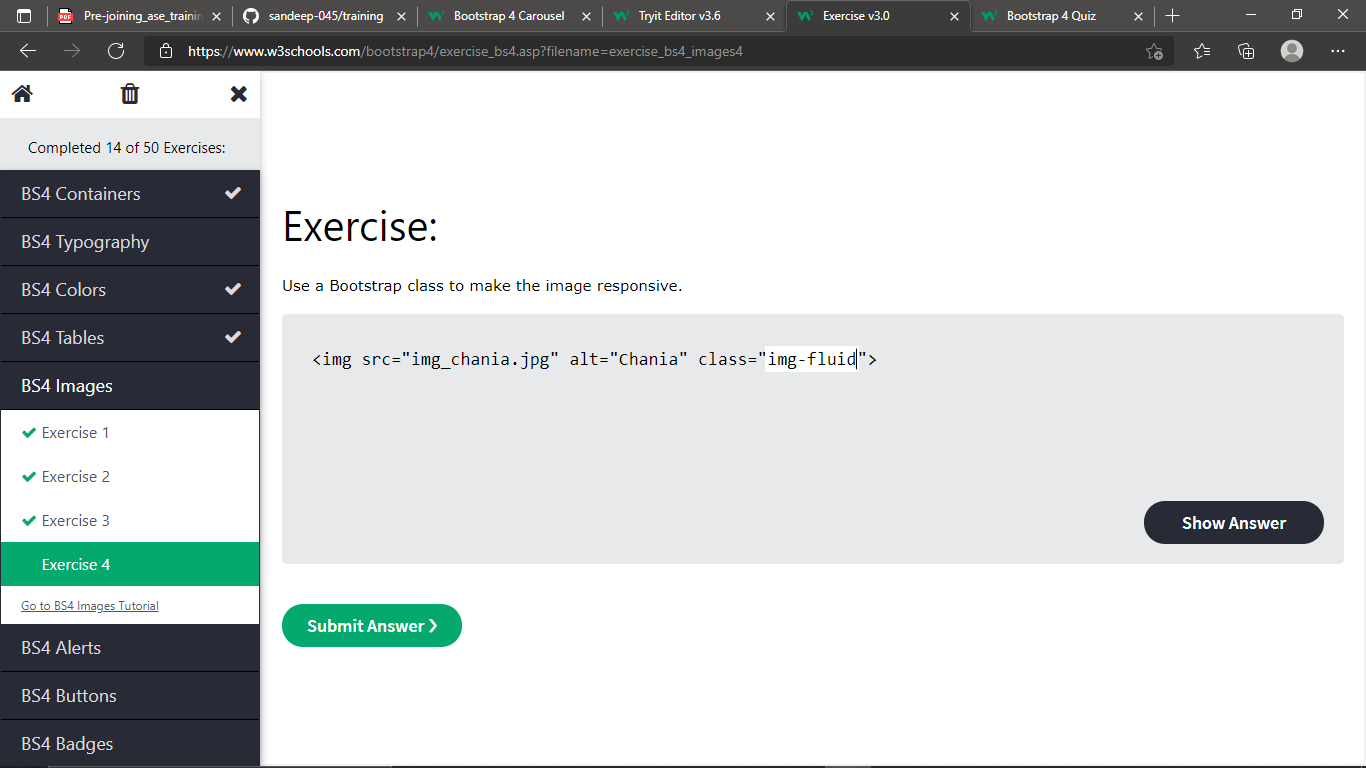 Pre-joining_ase_trainin
sandeep-045/training
Bootstrap 4 Carousel
Tryit Editor v3.6
Exercise v3.0
Bootstrap 4 Quiz
https://www.w3schools.com/bootstrap4/exercise_bs4.asp?filename=exercise_bs4_images4
Completed 14 of 50 Exercises:
BS4 Containers
BS4 Typography
BS4 Colors
BS4 Tables
BS4 Images
Exercise 1
Exercise 2
Exercise 3
Exercise 4
Go to BS4 Images Tutorial
BS4 Alerts
BS4 Buttons
BS4 Badges
Exercise:
Use a Bootstrap class to make the image responsive.
<img src="img_chania.jpg" alt="Chania" class="img-fluid">
Show Answer
Submit Answer ❯